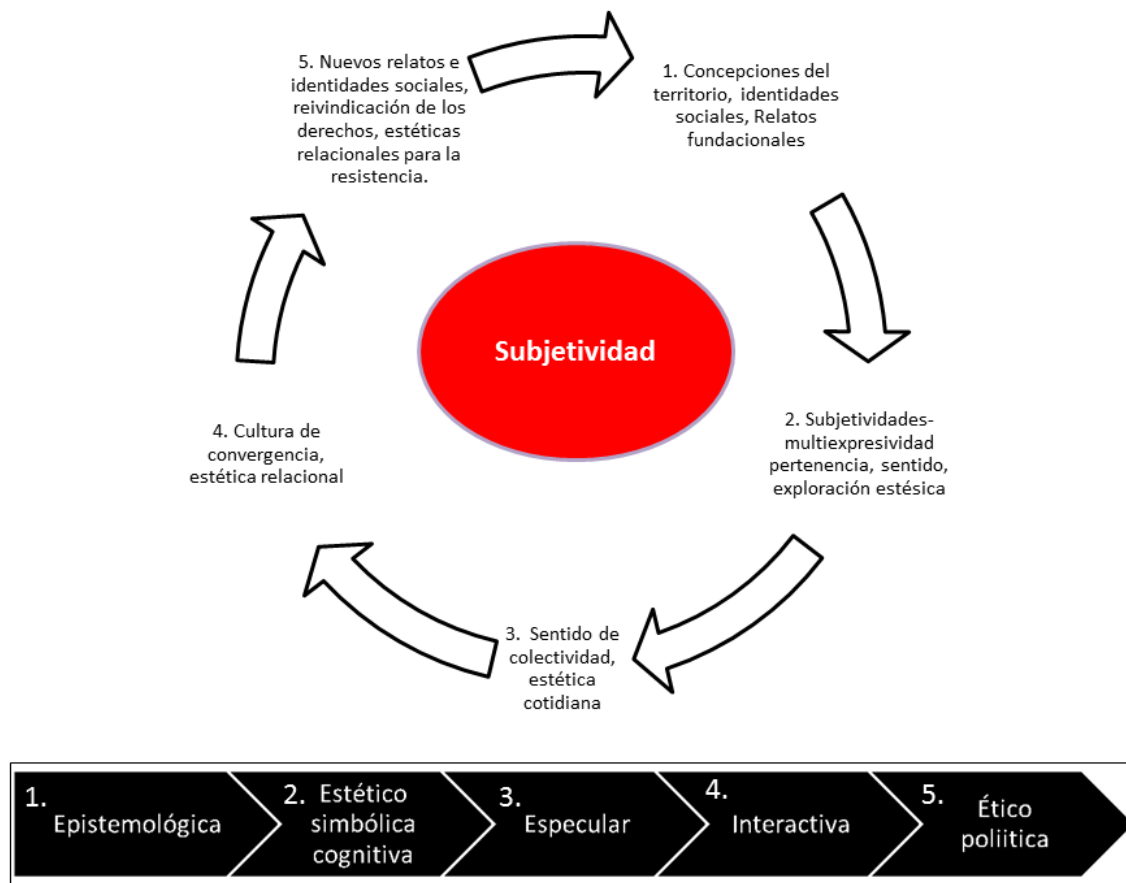 5. Nuevos relatos e
identidades sociales,
reivindicación de los
derechos, estéticas
relacionales para la
resistencia.
1. Concepciones del
territorio, identidades
sociales, Relatos
fundacionales
Subjetividad
2. Subjetividades-
multiexpresividad
pertenencia, sentido,
exploración estésica
4. Cultura de
convergencia,
estética relacional
3. Sentido de
colectividad,
estética
cotidiana
1.
Epistemológica
2. Estético
simbólica
cognitiva
3.
Especular
4.
Interactiva
5. Ético
poliitica